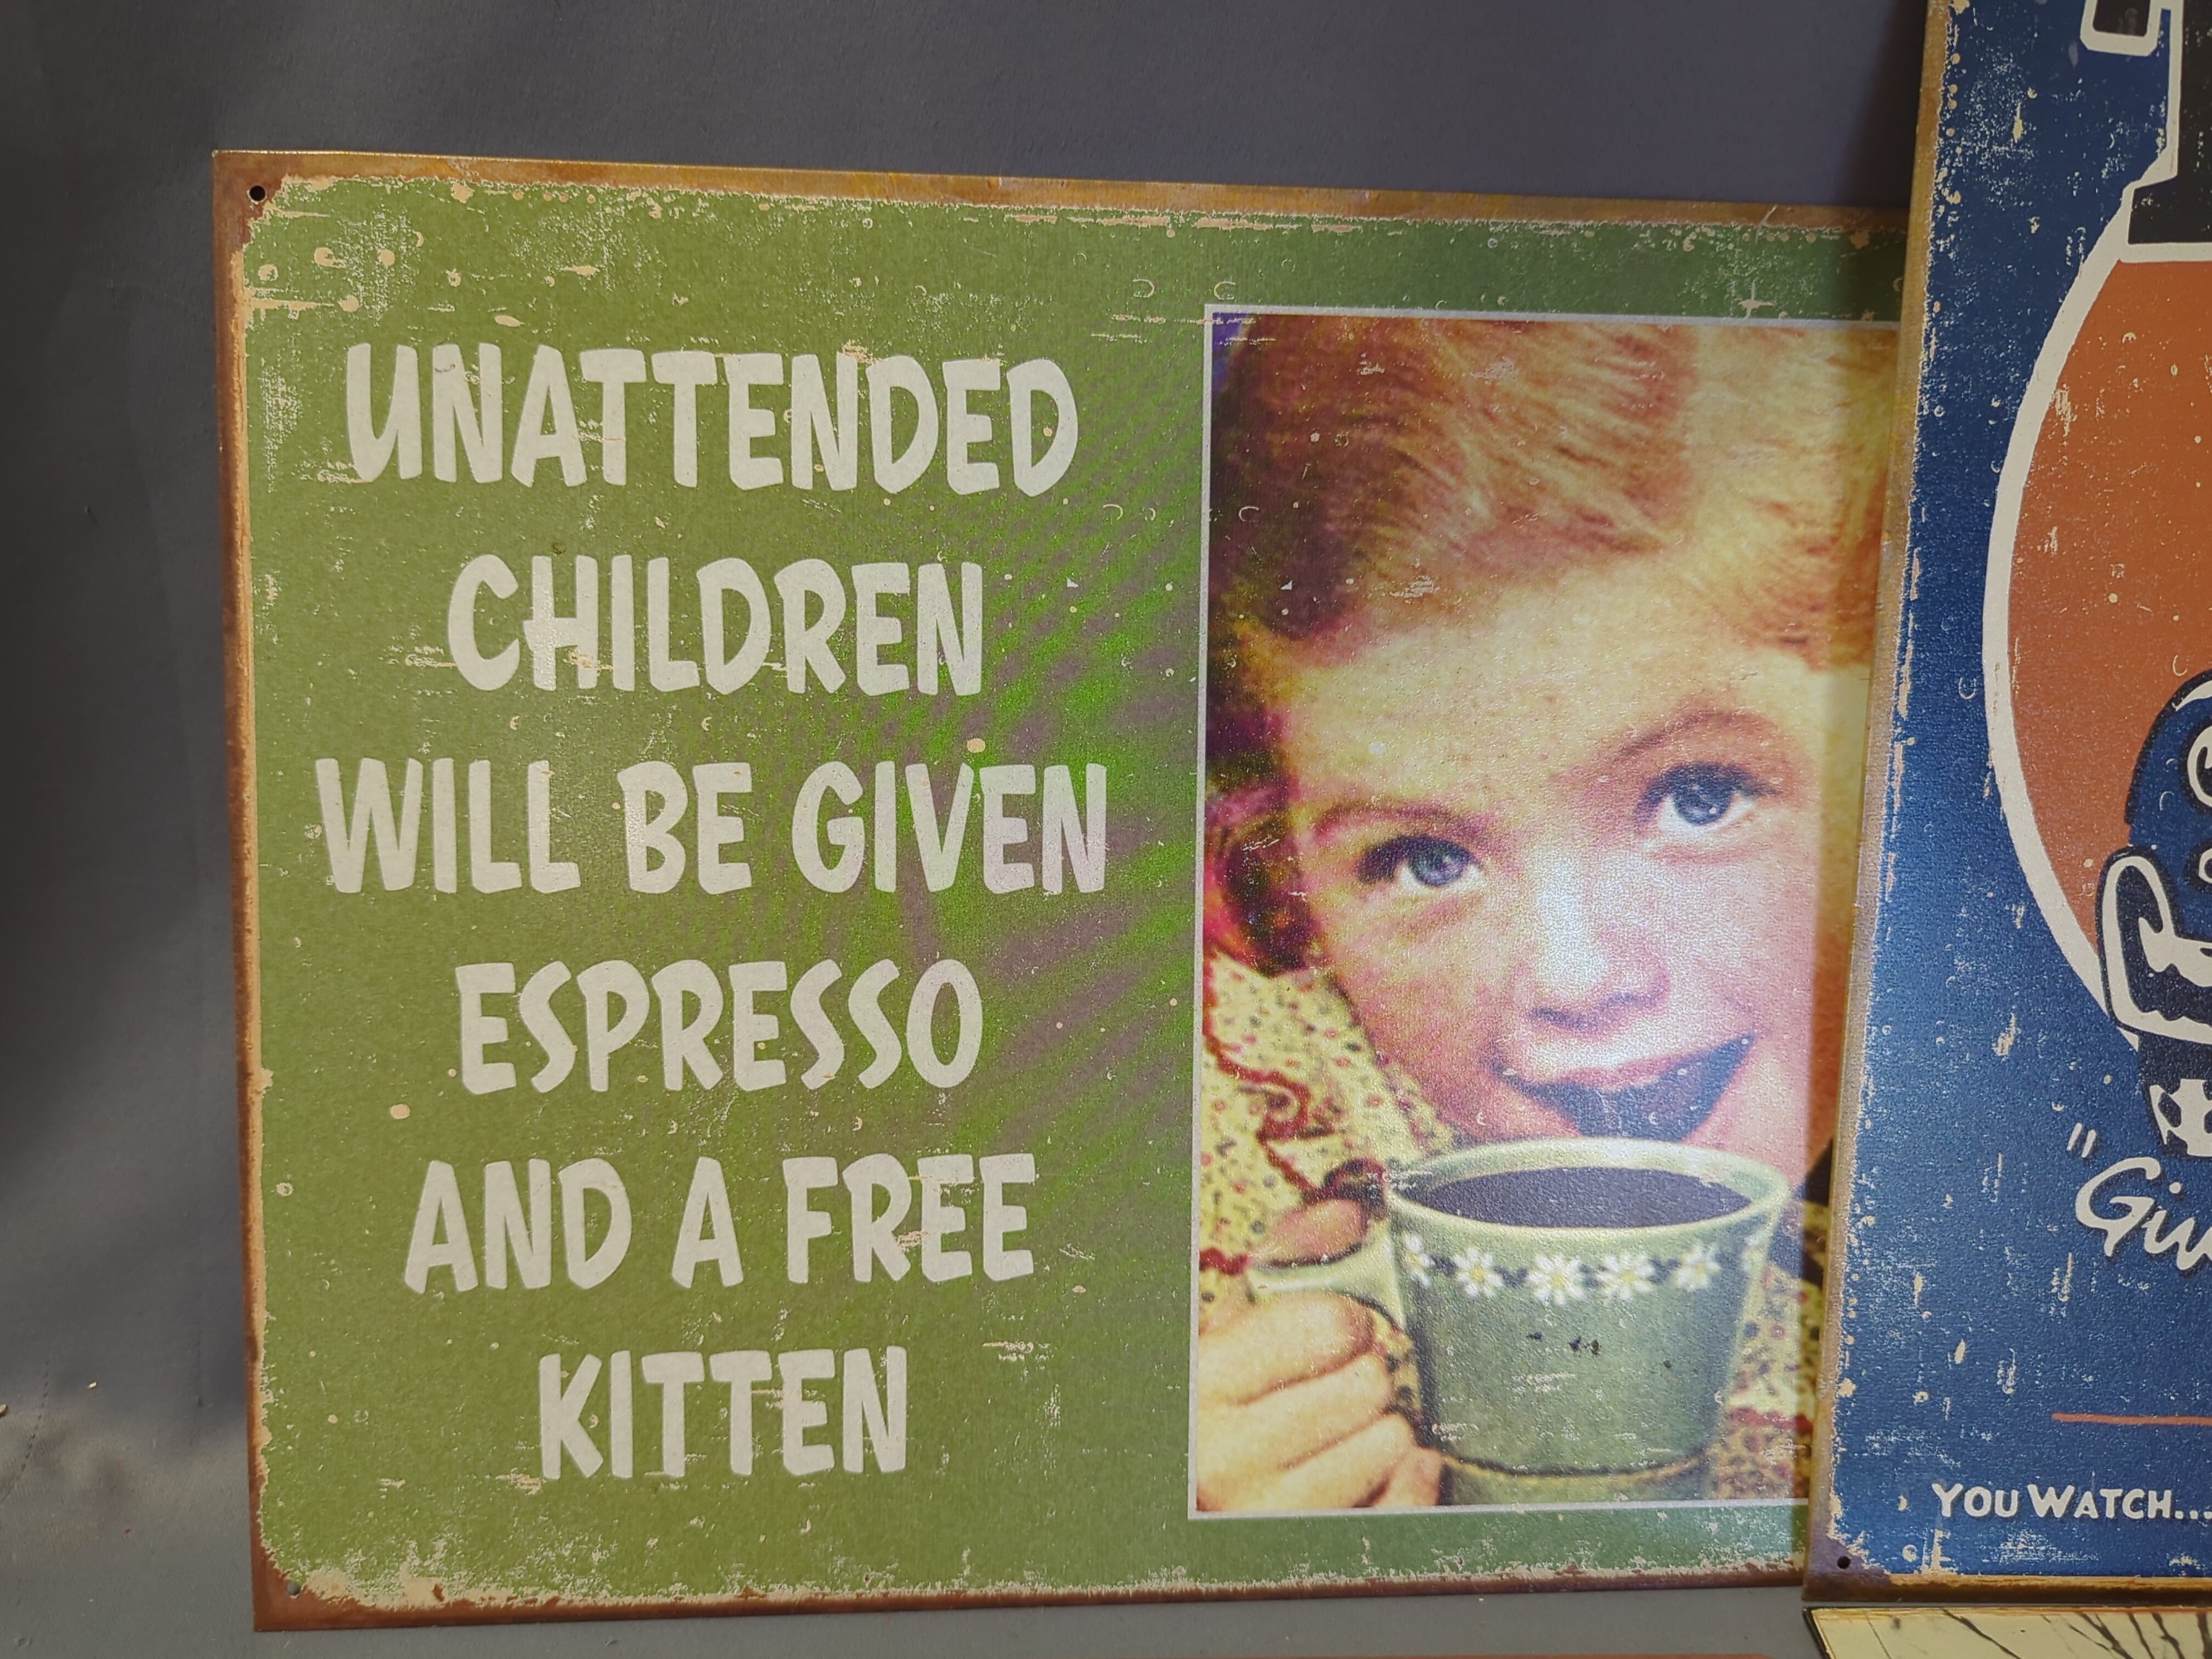 UNATTENDED
CHILDREN
WILL BE GIVEN
ESPRESSO
AND A FREE
KITTEN
YOU WATCH...